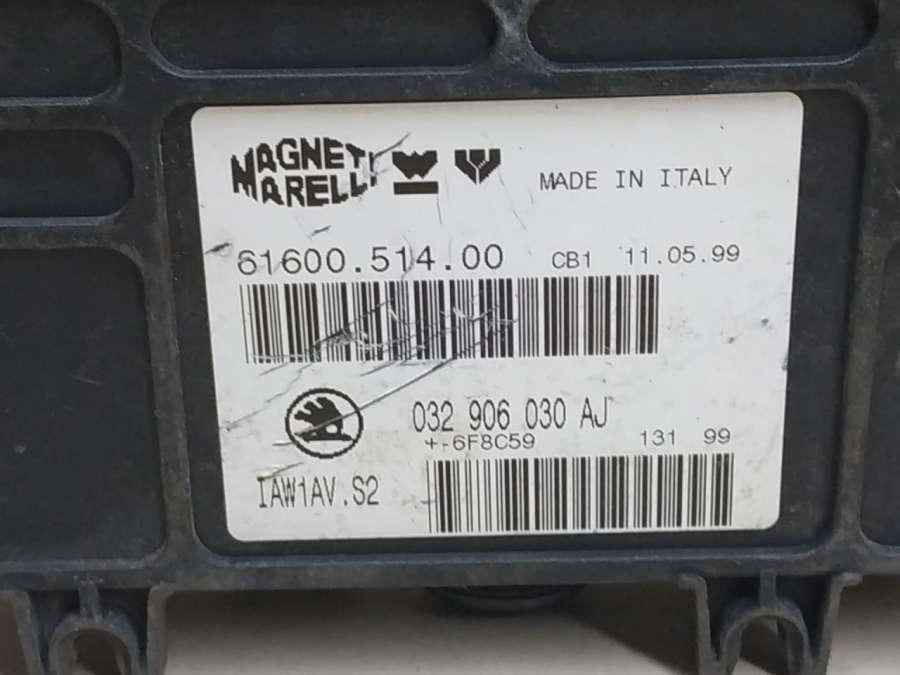 MAGNETI
MARELLI
MADE IN ITALY
61600.514.00 CB1 11.05.99
032 906 030 AJ
+-6F8C59 131 99
IAW1AV.S2